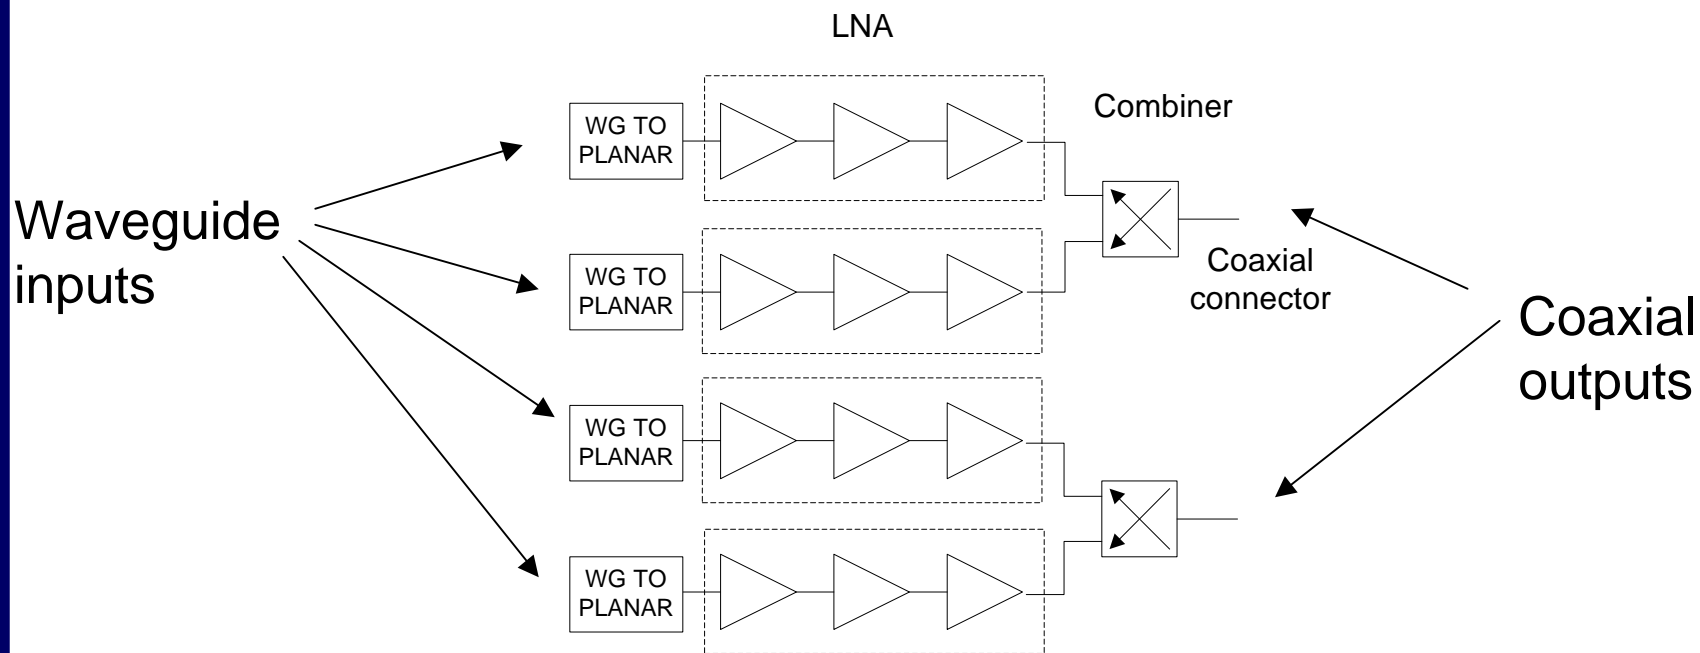 LNA
Combiner
WG TO
PLANAR
Waveguide
inputs
WG TO
PLANAR
Coaxial
connector
Coaxial
outputs
WG TO
PLANAR
WG TO
PLANAR